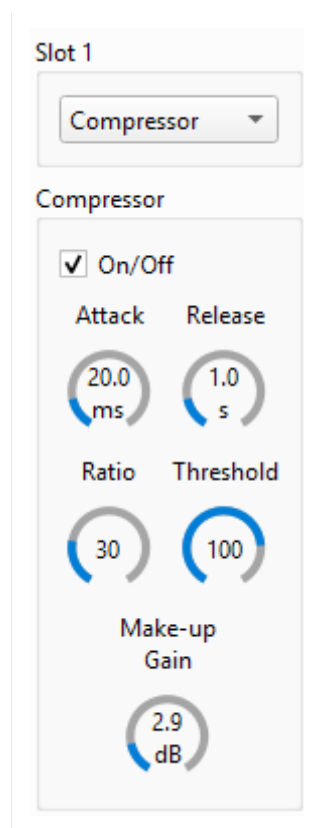 Slot 1
Compressor
Compressor
On/Off
Attack Release
20.0
ms
1.0
s
Ratio Threshold
30
100
Make-up
Gain
2.9
dB